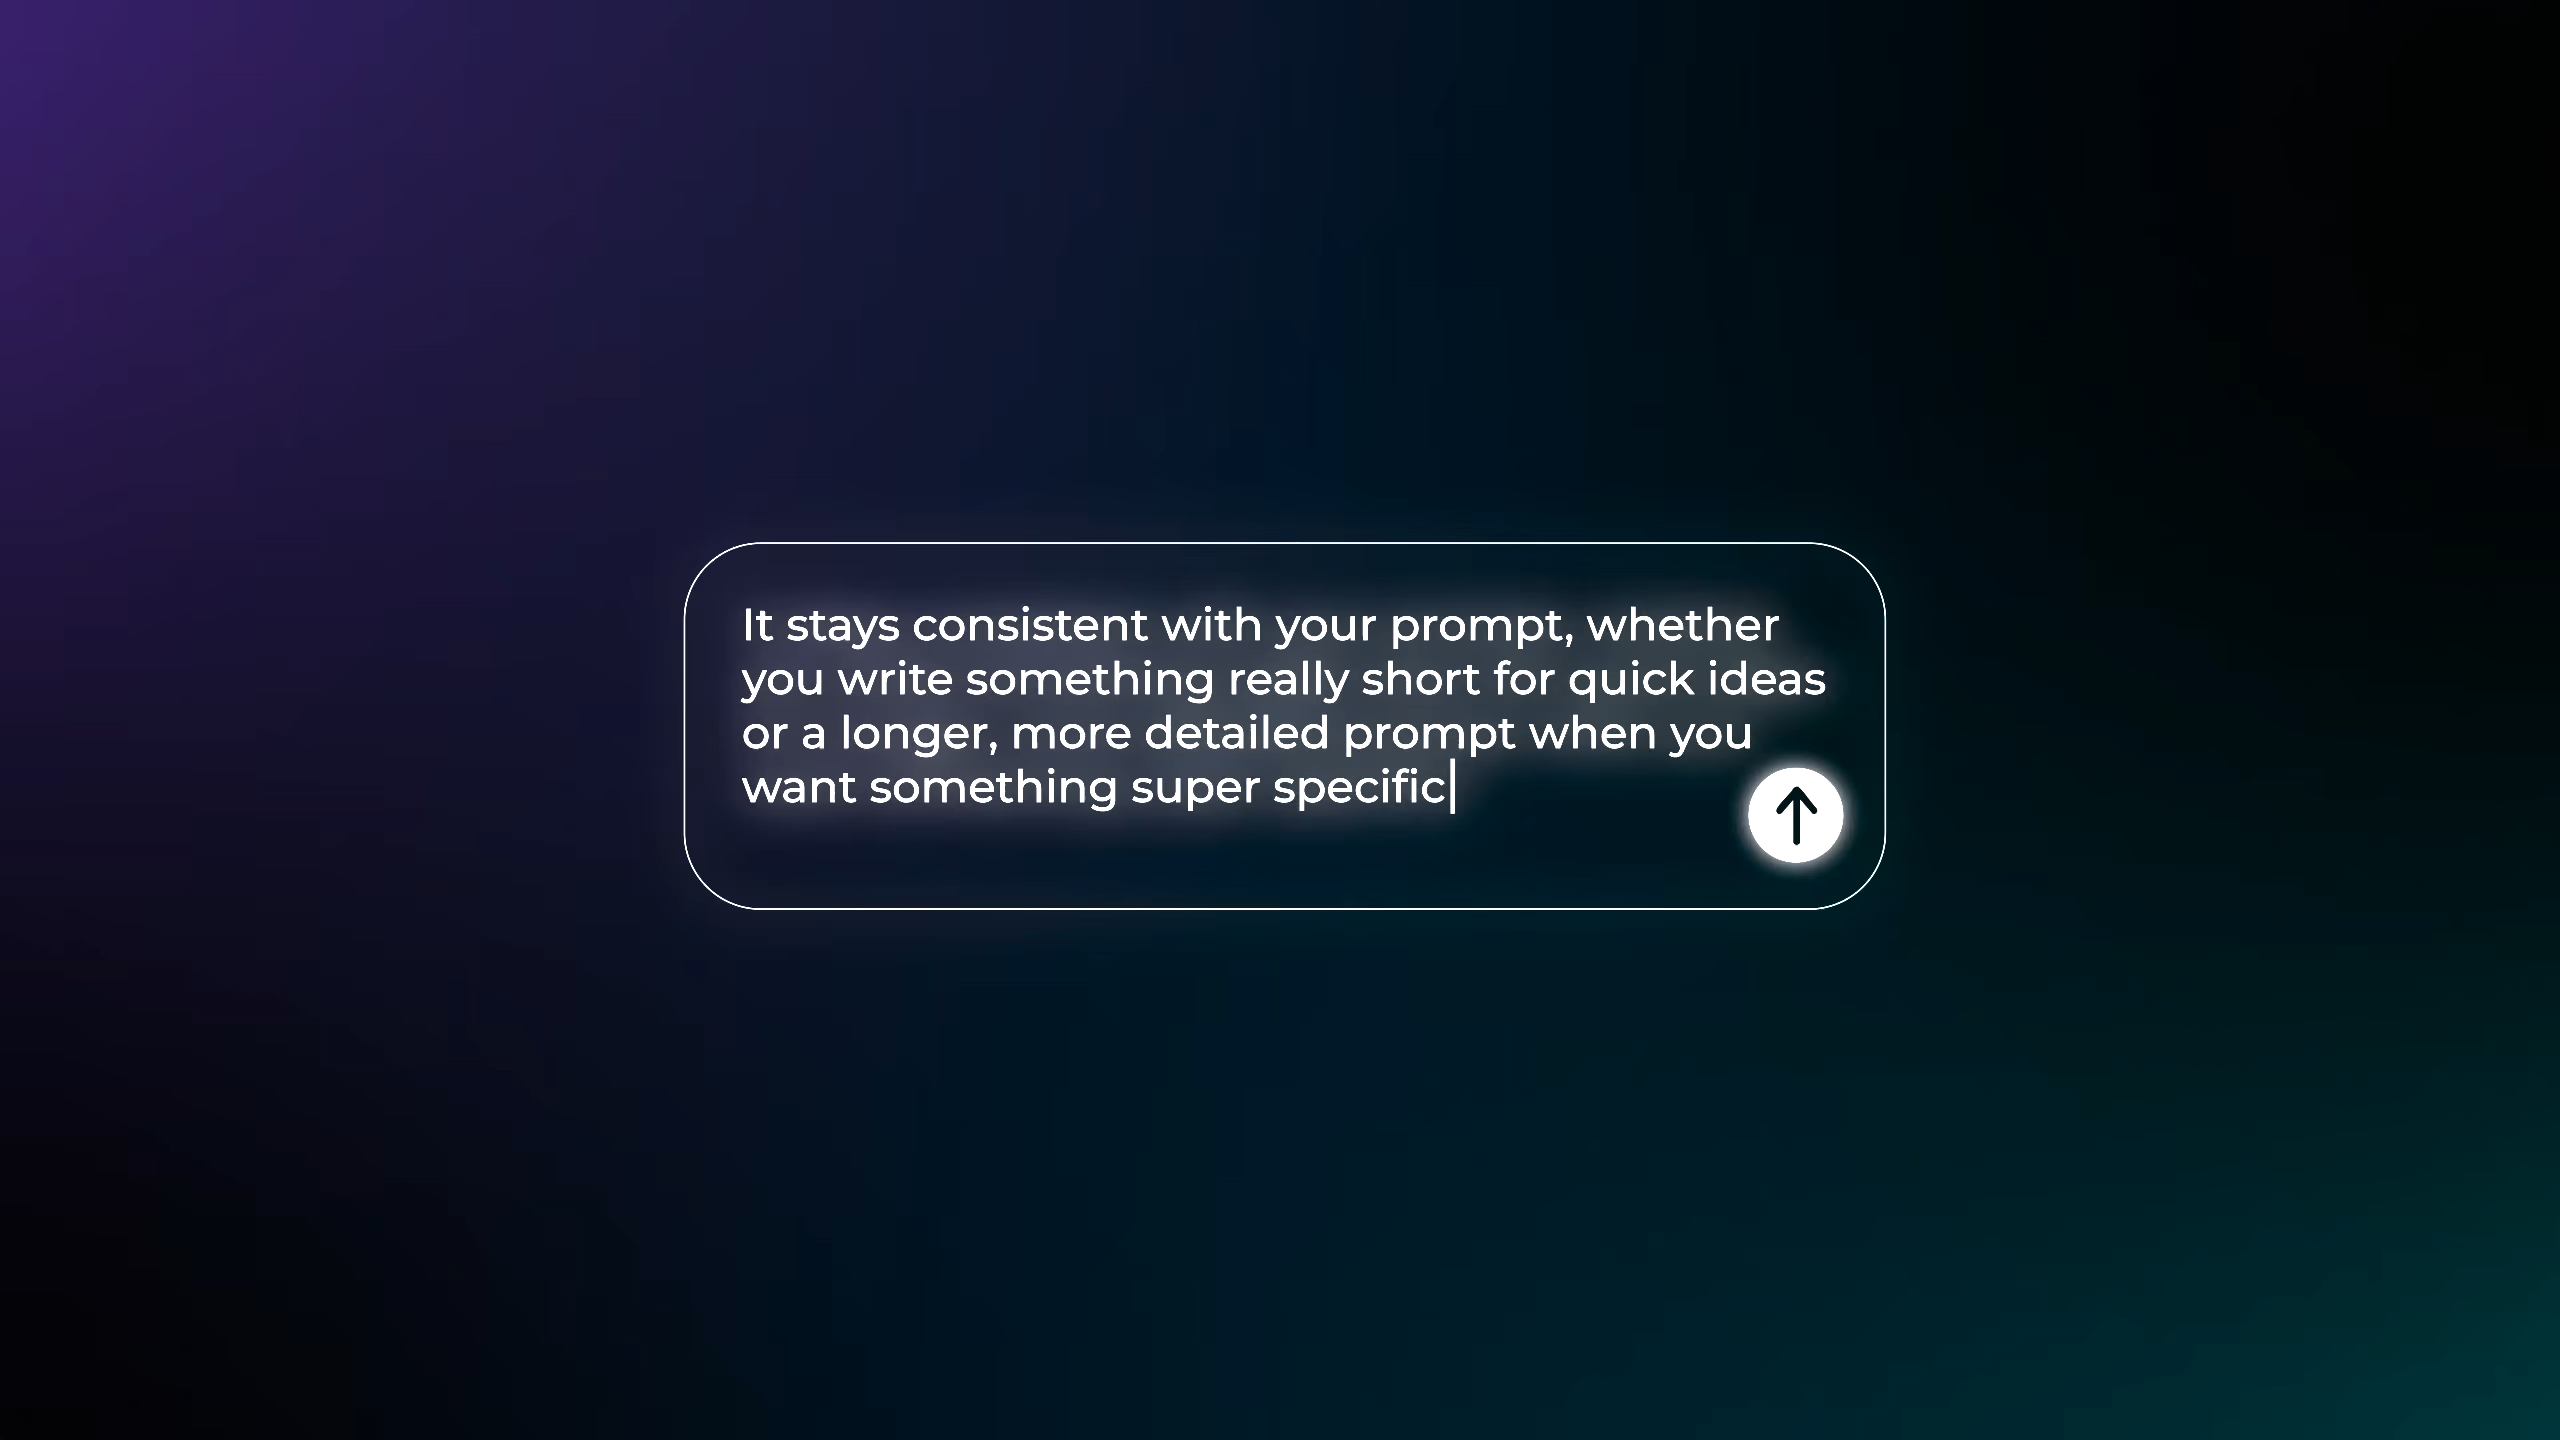 It stays consistent with your prompt, whether
you write something really short for quick ideas
or a longer, more detailed prompt when you
want something super specific